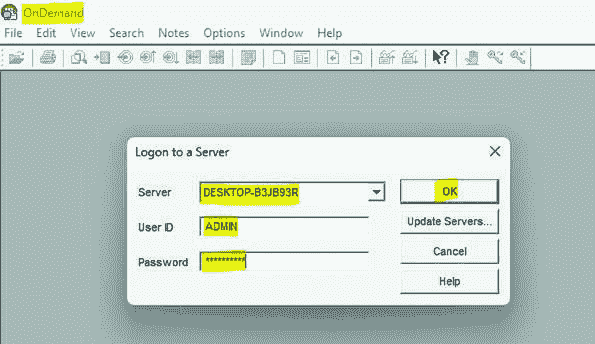 OnDemand
File Edit View Search Notes Options Window Help
Logon to a Server
Server DESKTOP-B3JB93R OK
User ID ADMIN Update Servers...
Password ********* Cancel
Help